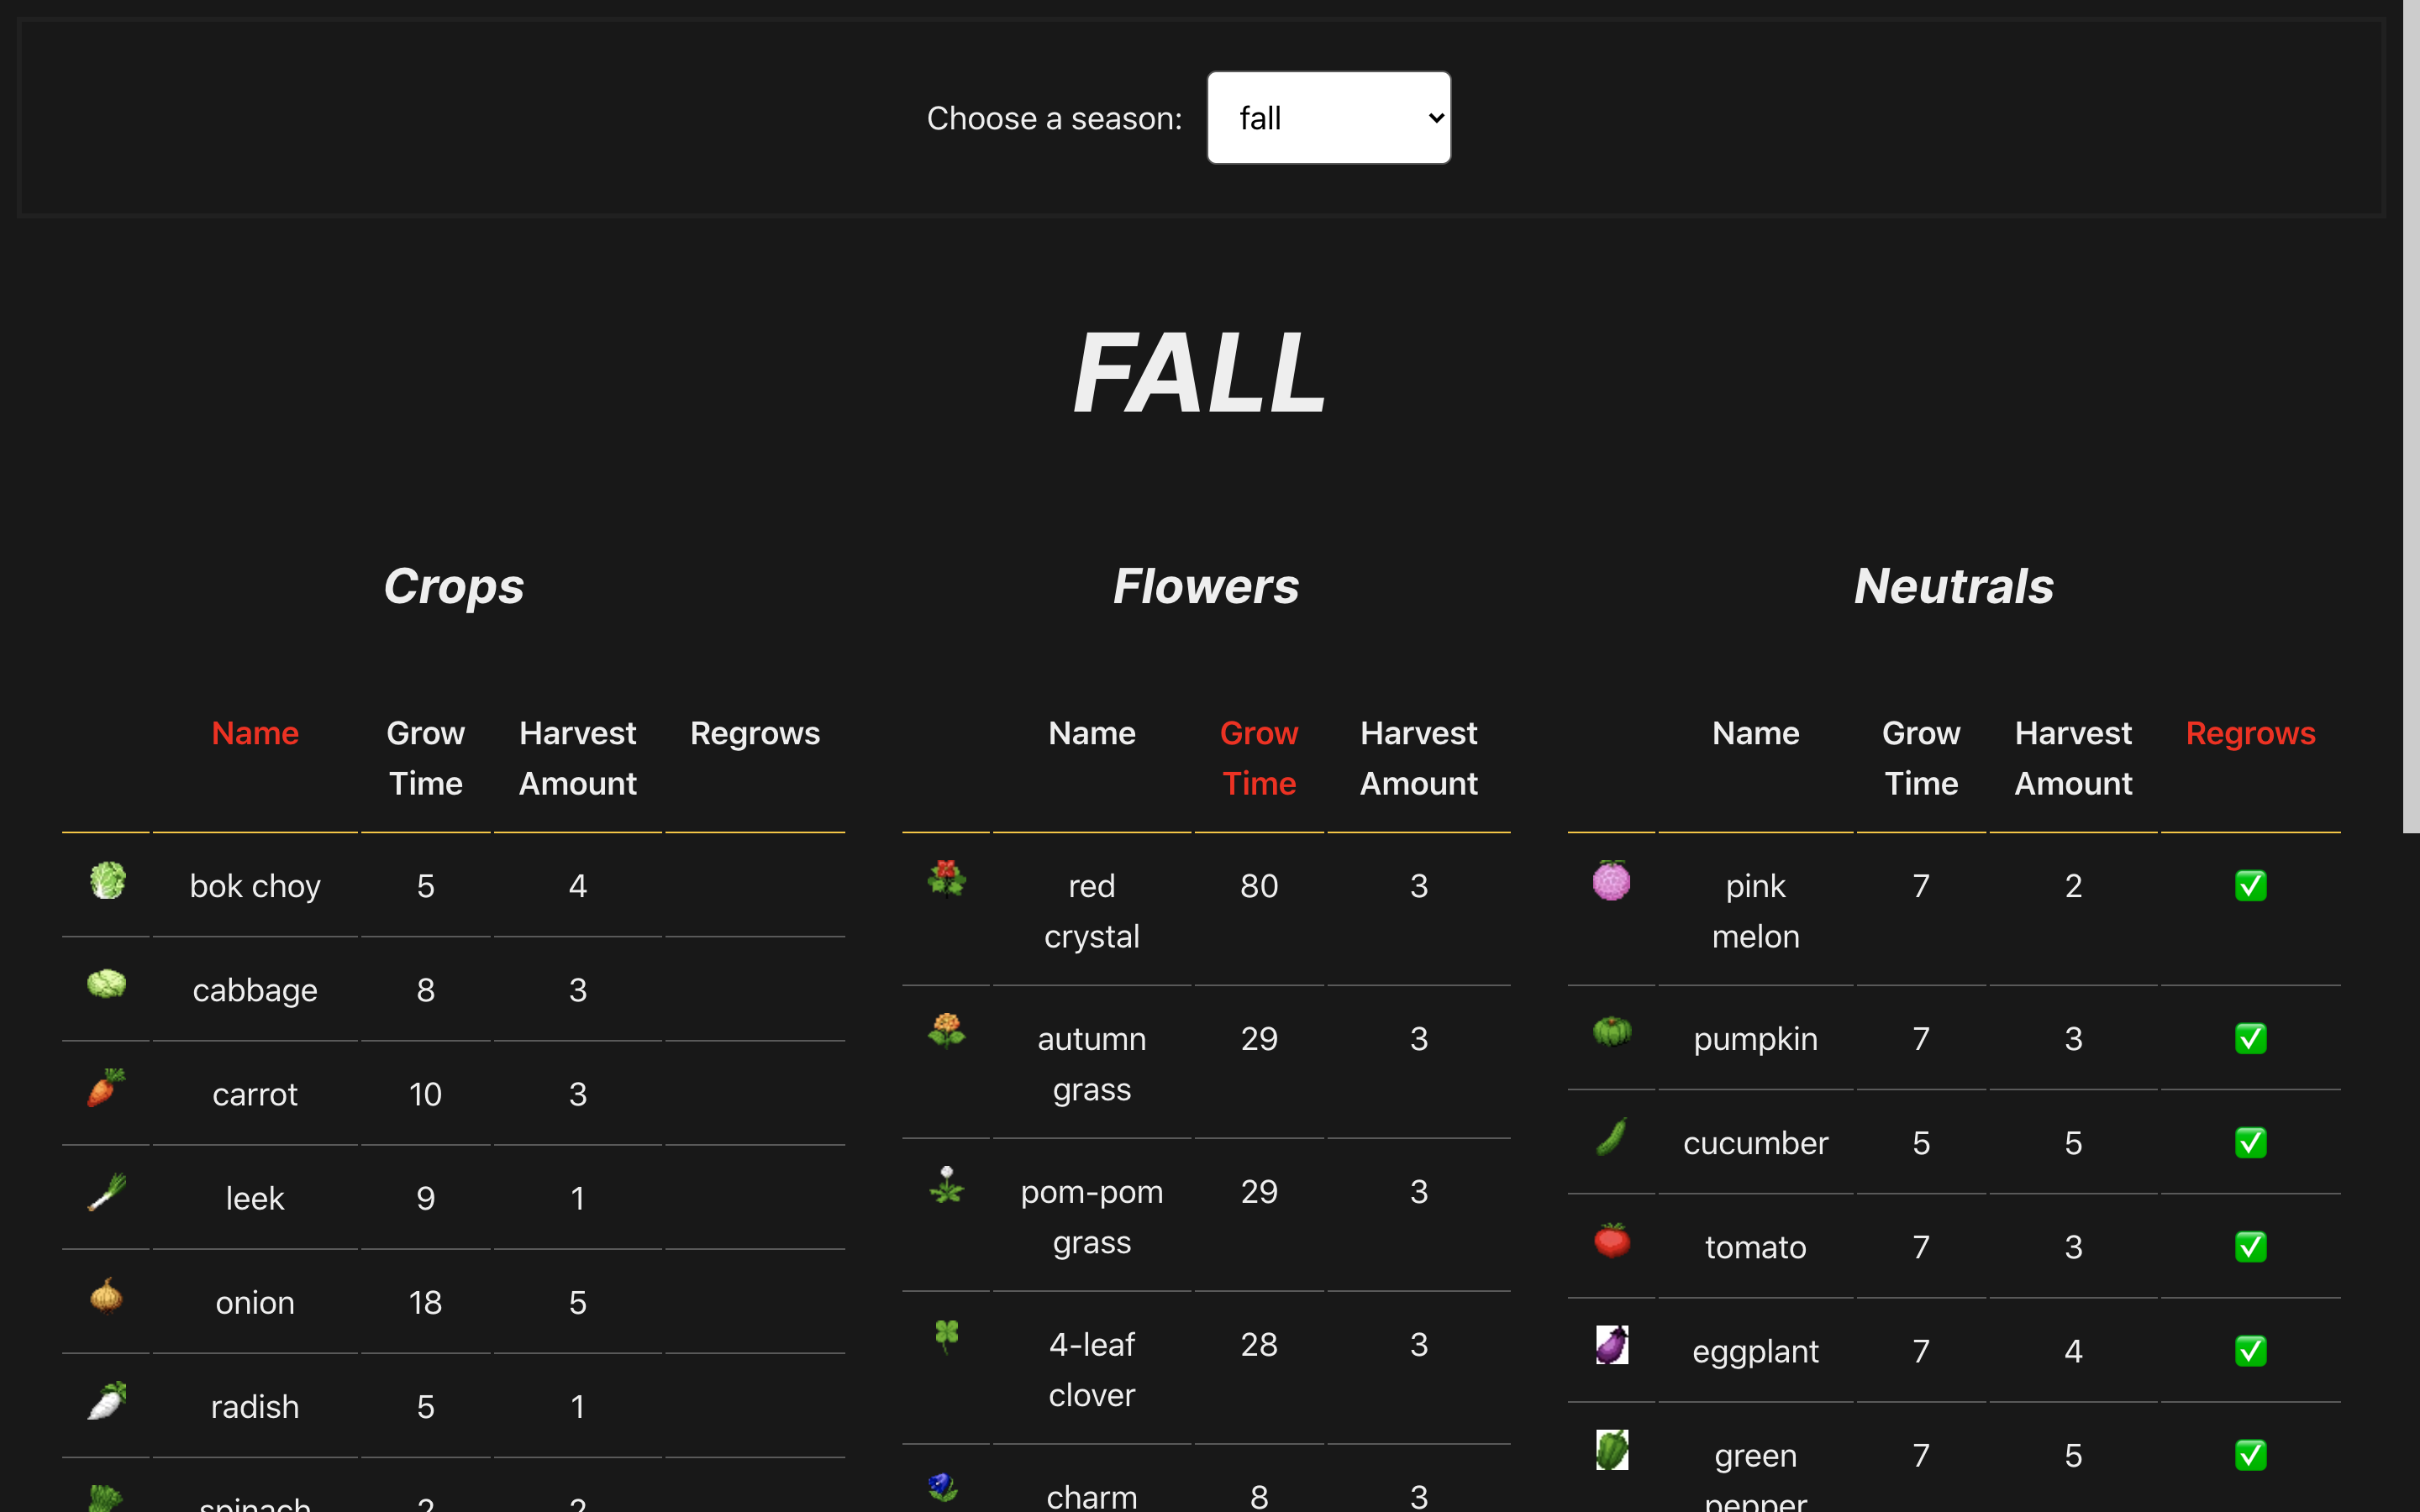 Choose a season: fall
FALL
Crops
Name Grow Time Harvest Amount Regrows
bok choy 5 4
cabbage 8 3
carrot 10 3
leek 9 1
onion 18 5
radish 5 1
spinach 2 2
Flowers
Name Grow Time Harvest Amount
red crystal 80 3
autumn grass 29 3
pom-pom grass 29 3
4-leaf clover 28 3
charm 8 3
Neutrals
Name Grow Time Harvest Amount Regrows
pink melon 7 2 ✅
pumpkin 7 3 ✅
cucumber 5 5 ✅
tomato 7 3 ✅
eggplant 7 4 ✅
green pepper 7 5 ✅